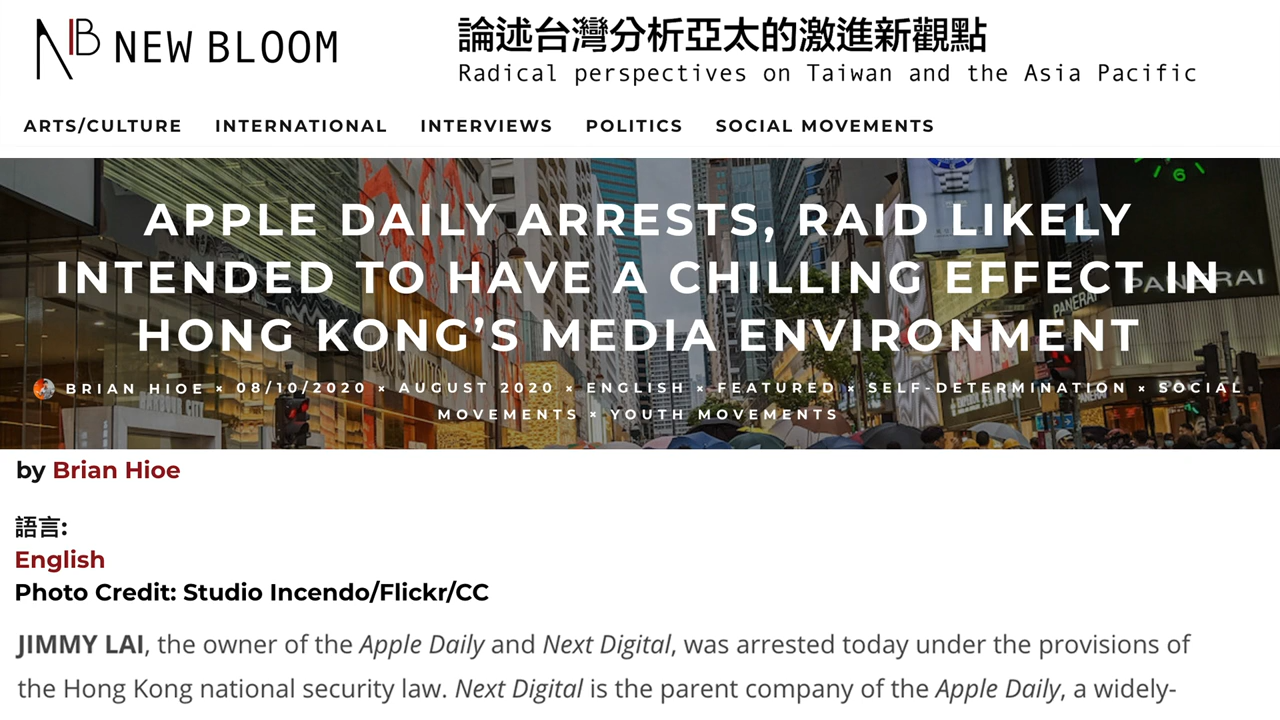 NB NEW BLOOM
論述台灣分析亞太的激進新觀點
Radical perspectives on Taiwan and the Asia Pacific
ARTS/CULTURE INTERNATIONAL INTERVIEWS POLITICS SOCIAL MOVEMENTS
6
APPLE DAILY ARRESTS, RAID LIKELY
INTENDED TO HAVE A CHILLING EFFECT IN
HONG KONG’S MEDIA ENVIRONMENT
PANERAI
PANERAI
BRIAN HIOE × 08/10/2020 × AUGUST 2020 × ENGLISH × FEATURED × SELF-DETERMINATION × SOCIAL
MOVEMENTS × YOUTH MOVEMENTS
by Brian Hioe
語言:
English
Photo Credit: Studio Incendo/Flickr/CC
JIMMY LAI, the owner of the Apple Daily and Next Digital, was arrested today under the provisions of
the Hong Kong national security law. Next Digital is the parent company of the Apple Daily, a widely-